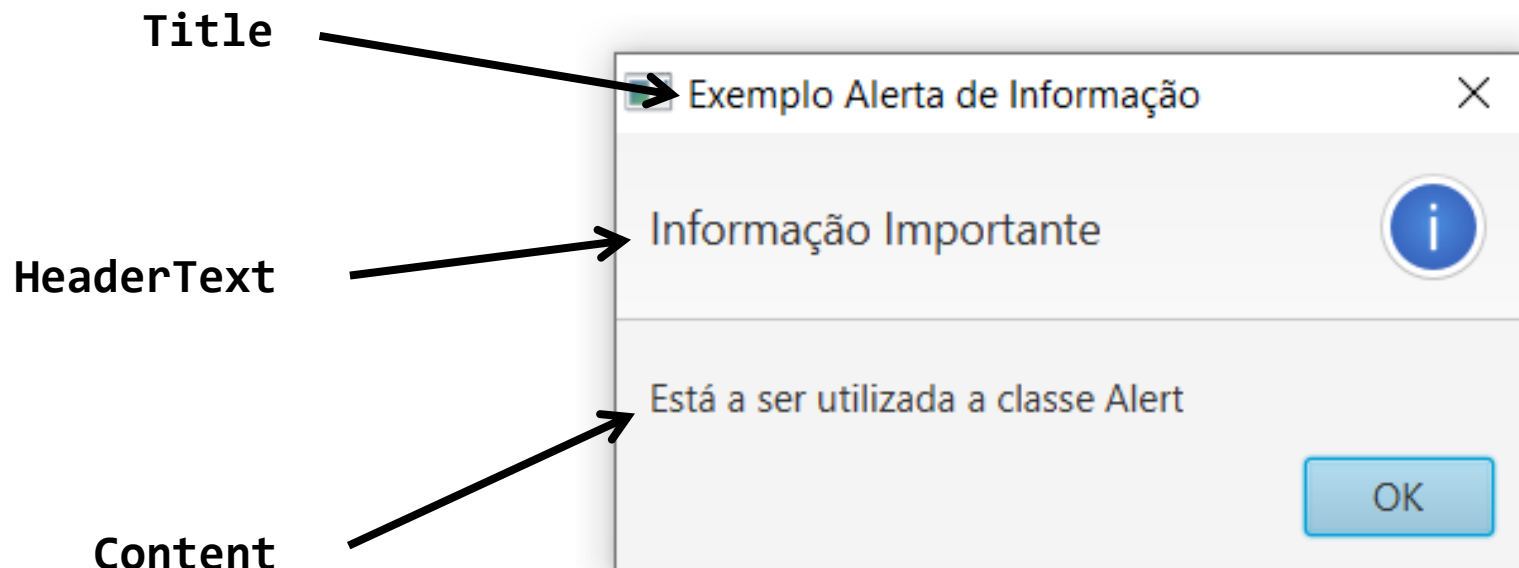 Title
Exemplo Alerta de Informação
Informação Importante
i
HeaderText
Está a ser utilizada a classe Alert
OK
Content